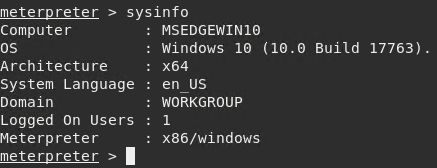 meterpreter > sysinfo
Computer        : MSEDGEWIN10
OS              : Windows 10 (10.0 Build 17763).
Architecture    : x64
System Language : en_US
Domain          : WORKGROUP
Logged On Users : 1
Meterpreter     : x86/windows
meterpreter >